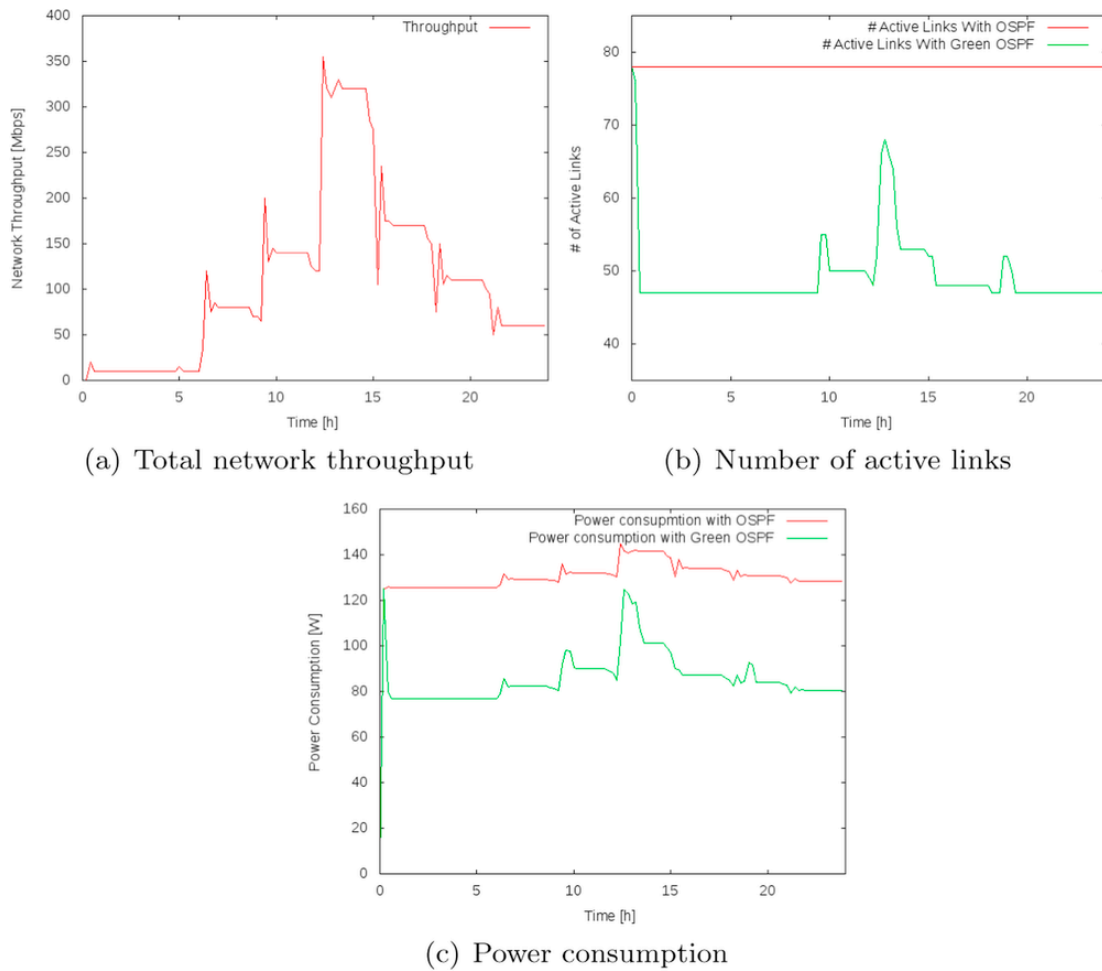 400
350
300
250
200
150
100
50
0
0 5 10 15 20
Network Throughput [Mbps]
Time [h]
Throughput
(a) Total network throughput
80
70
60
50
40
0 5 10 15 20
# of Active Links
Time [h]
# Active Links With OSPF
# Active Links With Green OSPF
(b) Number of active links
160
140
120
100
80
60
40
20
0
0 5 10 15 20
Power Consumption [W]
Time [h]
Power consupmtion with OSPF
Power consumption with Green OSPF
(c) Power consumption